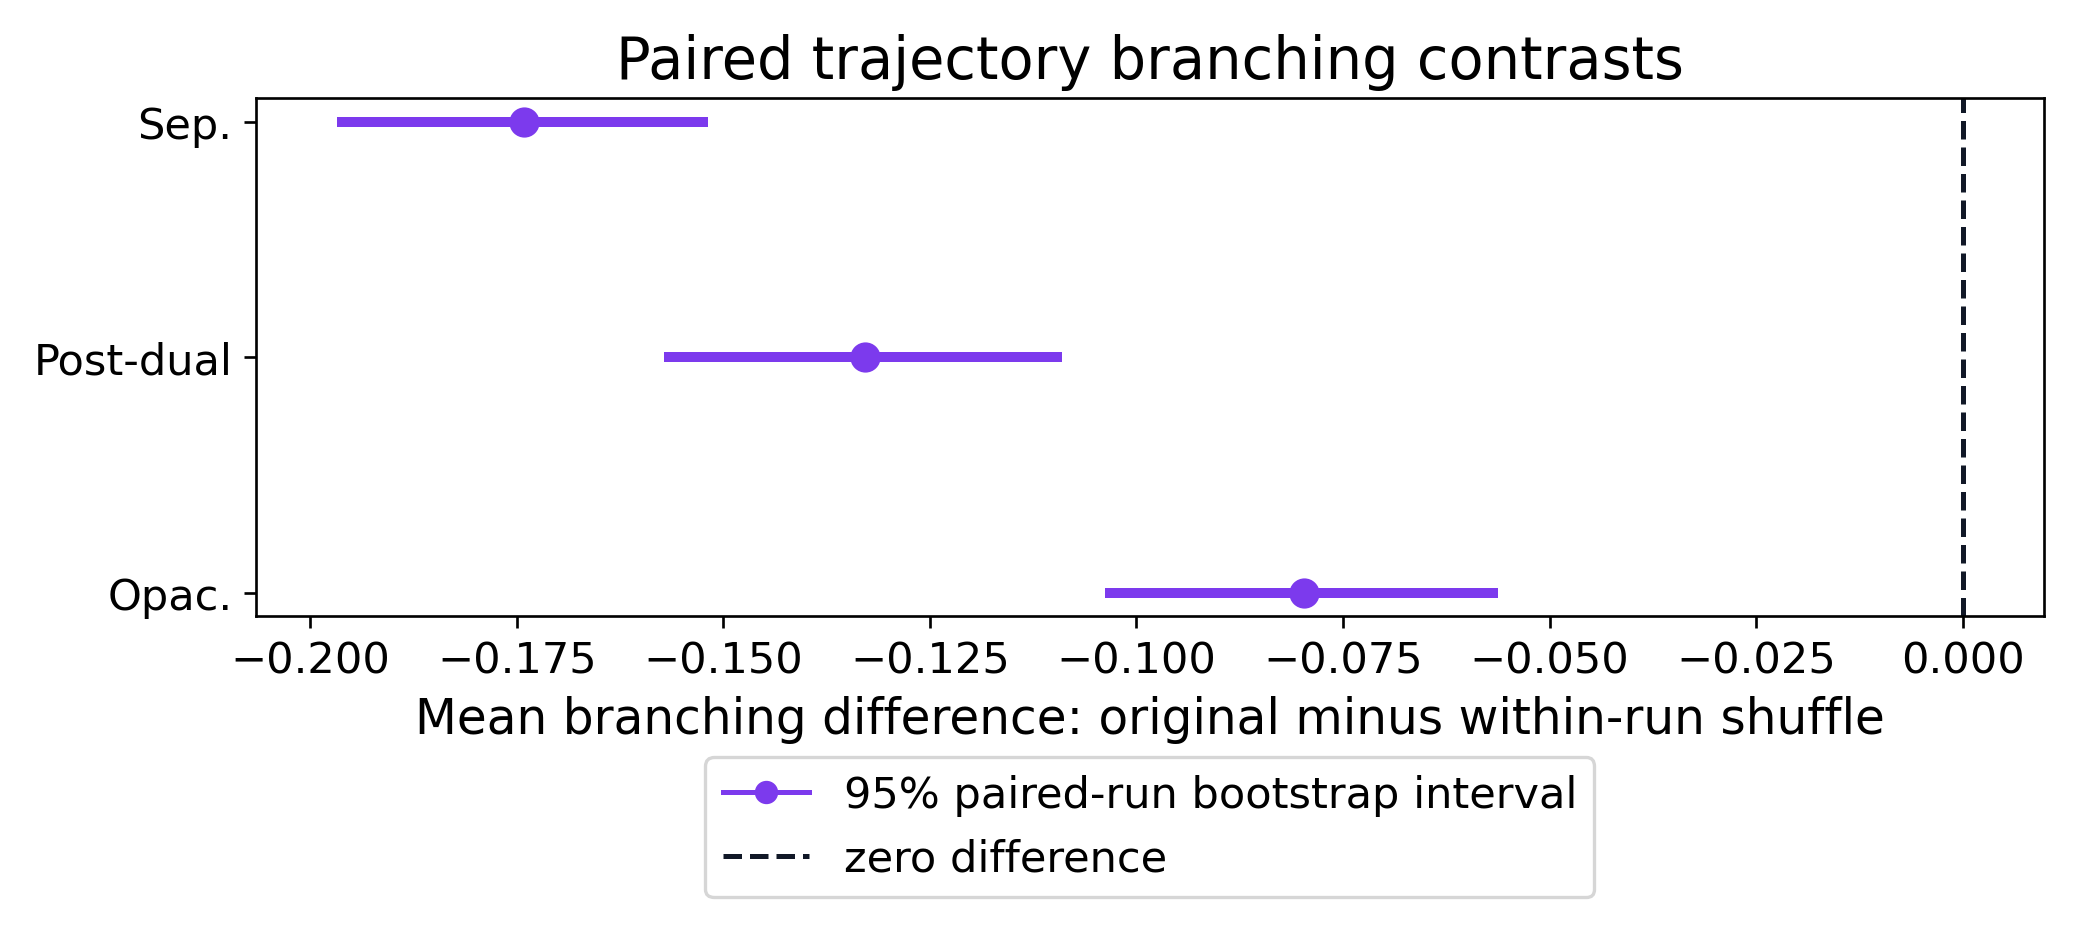 Paired trajectory branching contrasts
Sep.
Post-dual
Opac.
−0.200 −0.175 −0.150 −0.125 −0.100 −0.075 −0.050 −0.025 0.000
Mean branching difference: original minus within-run shuffle
95% paired-run bootstrap interval
zero difference